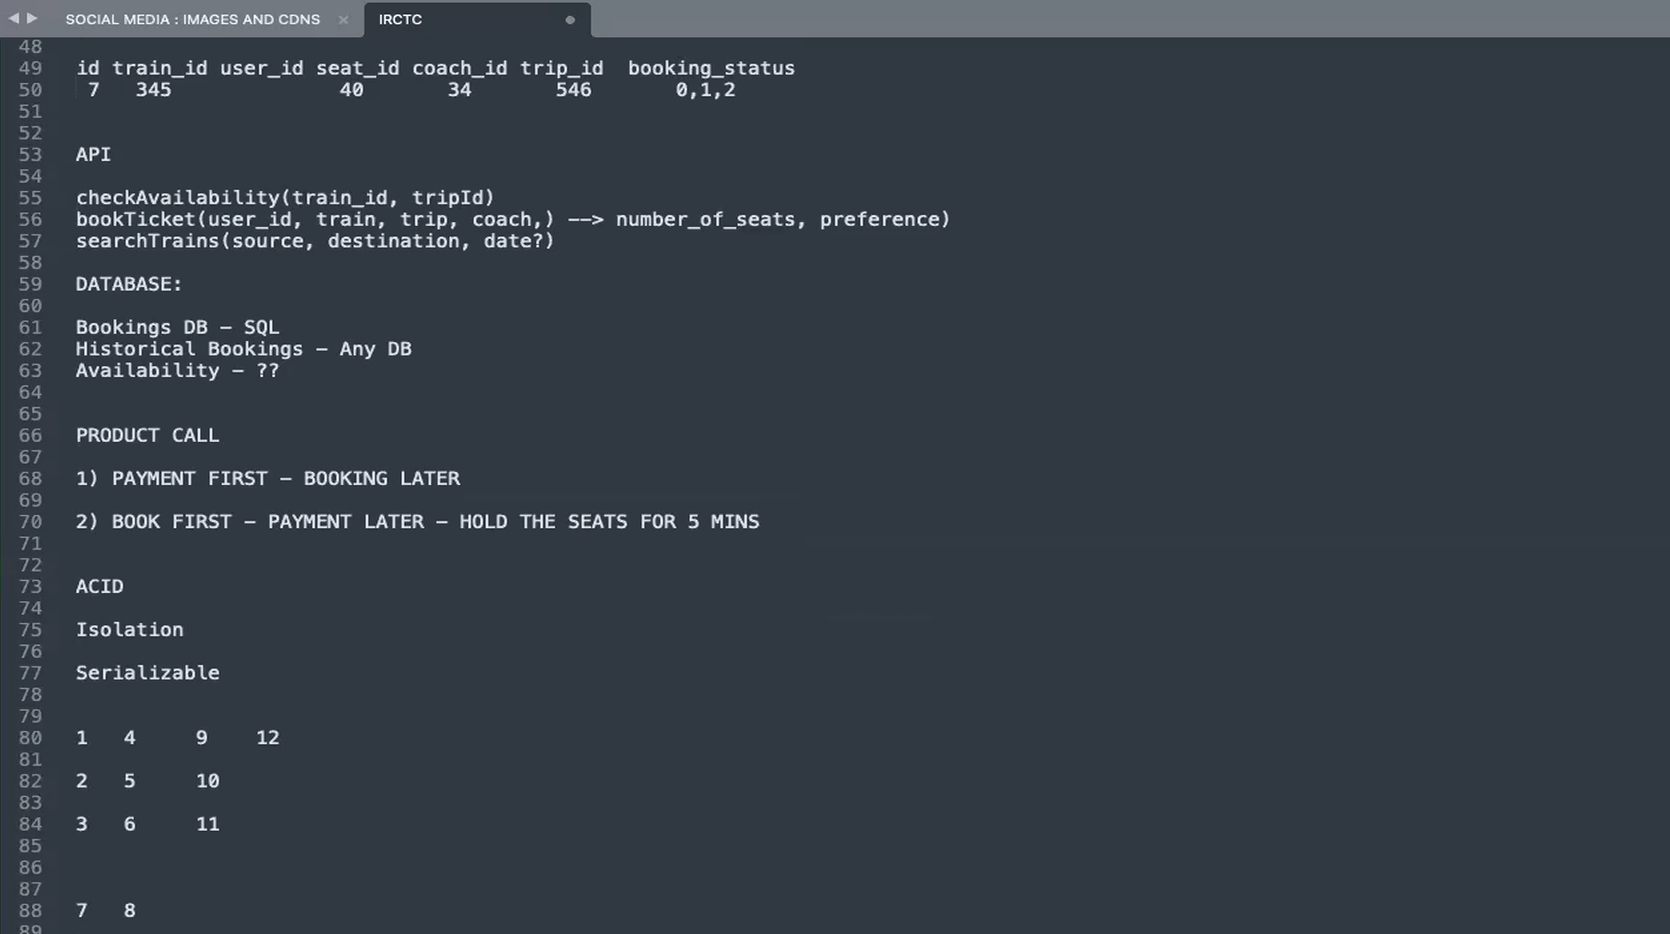 SOCIAL MEDIA : IMAGES AND CDNS × IRCTC
48
49 id train_id user_id seat_id coach_id trip_id booking_status
50 7 345 40 34 546 0,1,2
51
52
53 API
54
55 checkAvailability(train_id, tripId)
56 bookTicket(user_id, train, trip, coach,) --> number_of_seats, preference)
57 searchTrains(source, destination, date?)
58
59 DATABASE:
60
61 Bookings DB - SQL
62 Historical Bookings - Any DB
63 Availability - ??
64
65
66 PRODUCT CALL
67
68 1) PAYMENT FIRST - BOOKING LATER
69
70 2) BOOK FIRST - PAYMENT LATER - HOLD THE SEATS FOR 5 MINS
71
72
73 ACID
74
75 Isolation
76
77 Serializable
78
79
80 1 4 9 12
81
82 2 5 10
83
84 3 6 11
85
86
87
88 7 8
89